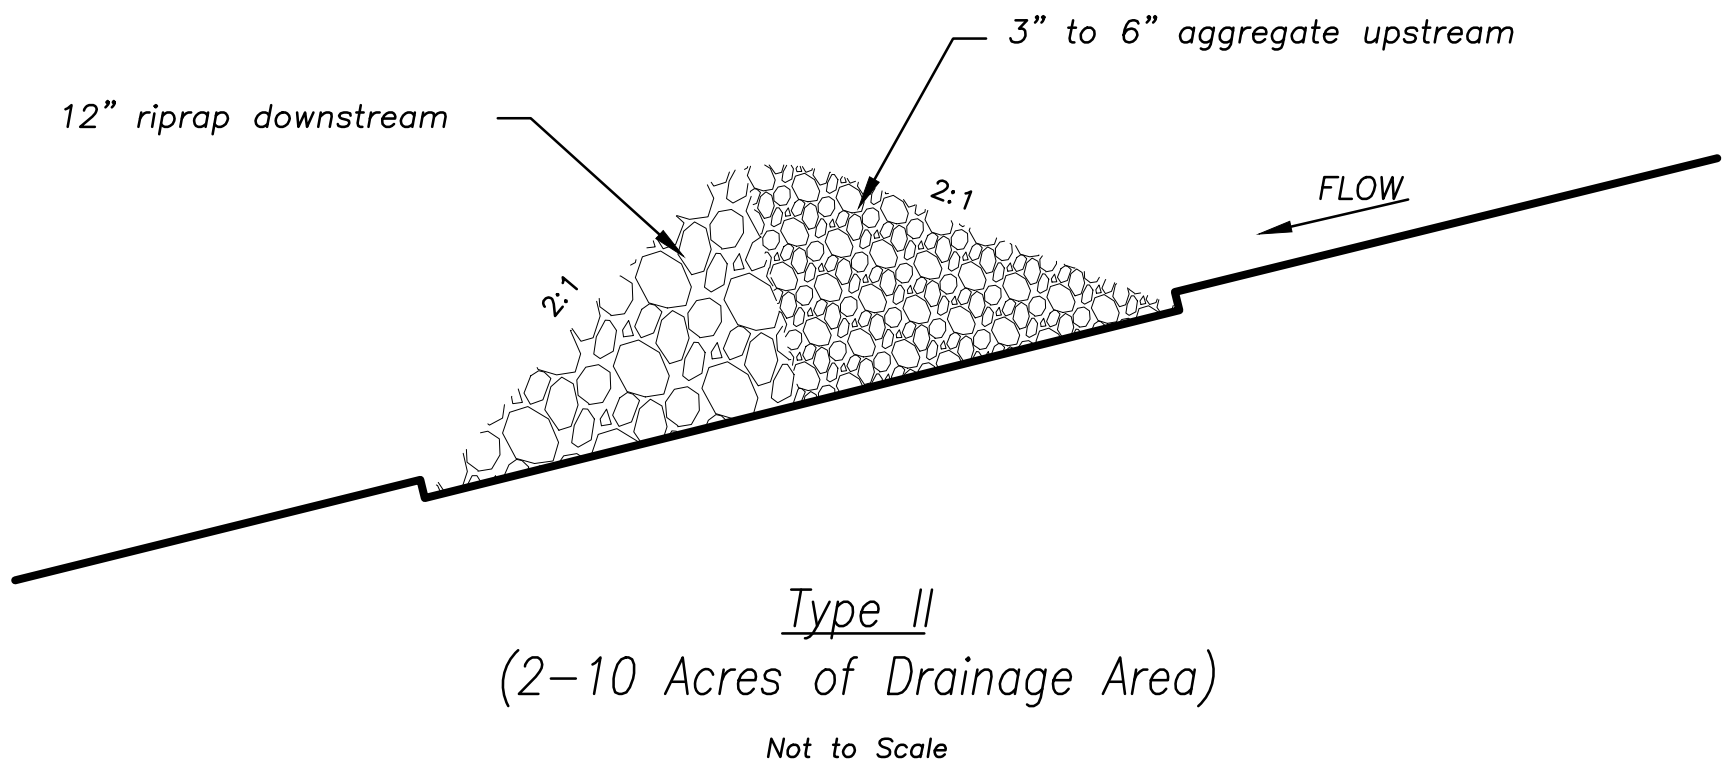 3” to 6” aggregate upstream
12” riprap downstream
2:1
FLOW
2:1
Type II
(2-10 Acres of Drainage Area)
Not to Scale